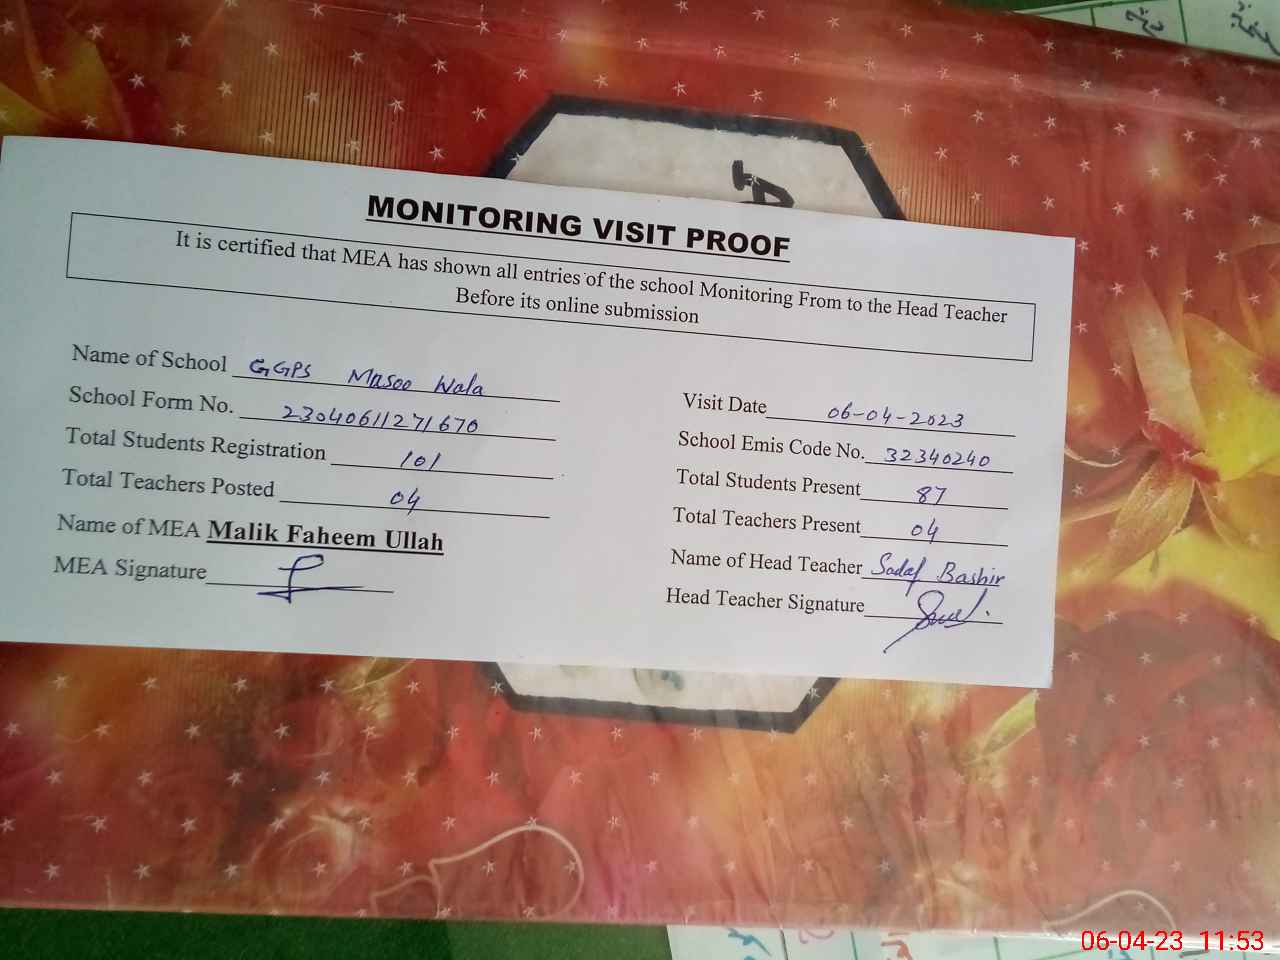 MONITORING VISIT PROOF
It is certified that MEA has shown all entries of the school Monitoring From to the Head Teacher
Before its online submission
Name of School GGPS Masoo Wala
School Form No. 23040611271670
Total Students Registration 101
Total Teachers Posted 04
Name of MEA Malik Faheem Ullah
MEA Signature
Visit Date 06-04-2023
School Emis Code No. 32340240
Total Students Present 87
Total Teachers Present 04
Name of Head Teacher Sadaf Bashir
Head Teacher Signature
06-04-23 11:53